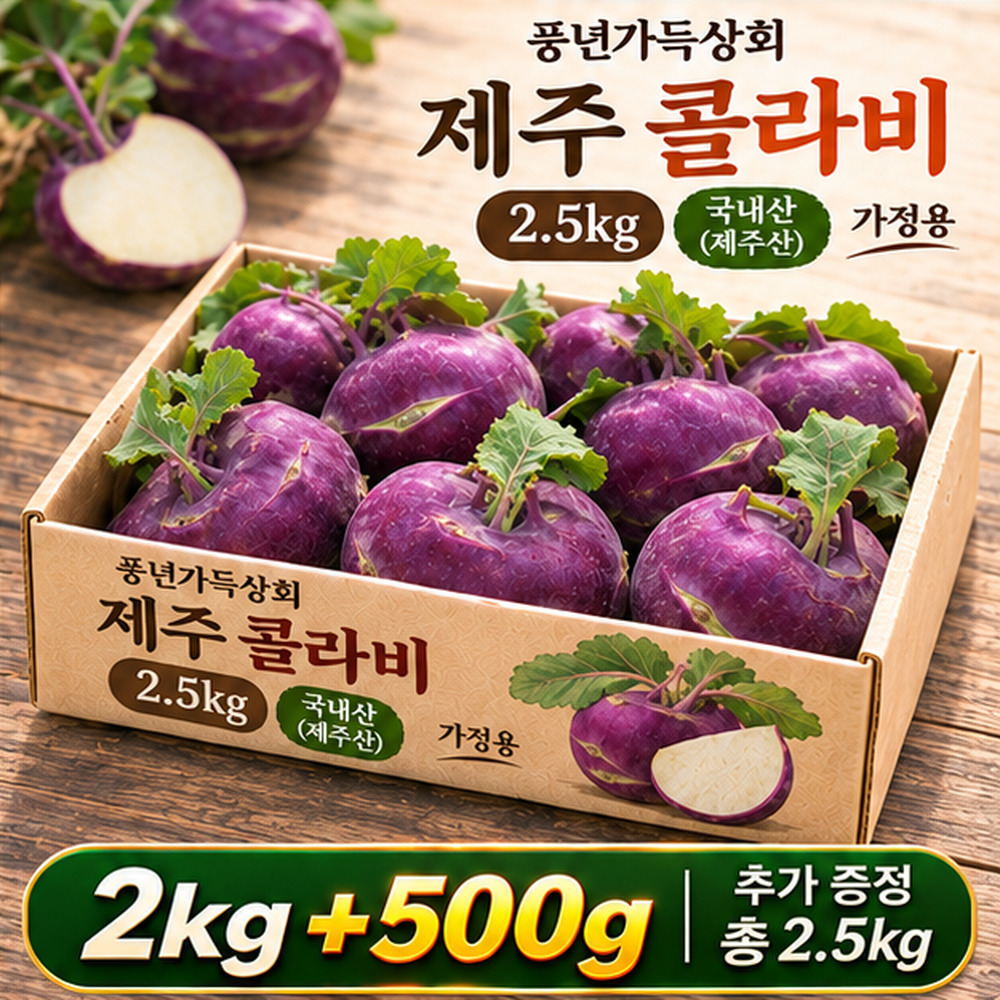 풍년가득상회
제주 콜라비
2.5kg
국내산
(제주산)
가정용
풍년가득상회
제주 콜라비
2.5kg
국내산
(제주산)
가정용
2kg +500g
추가 증정
총 2.5kg